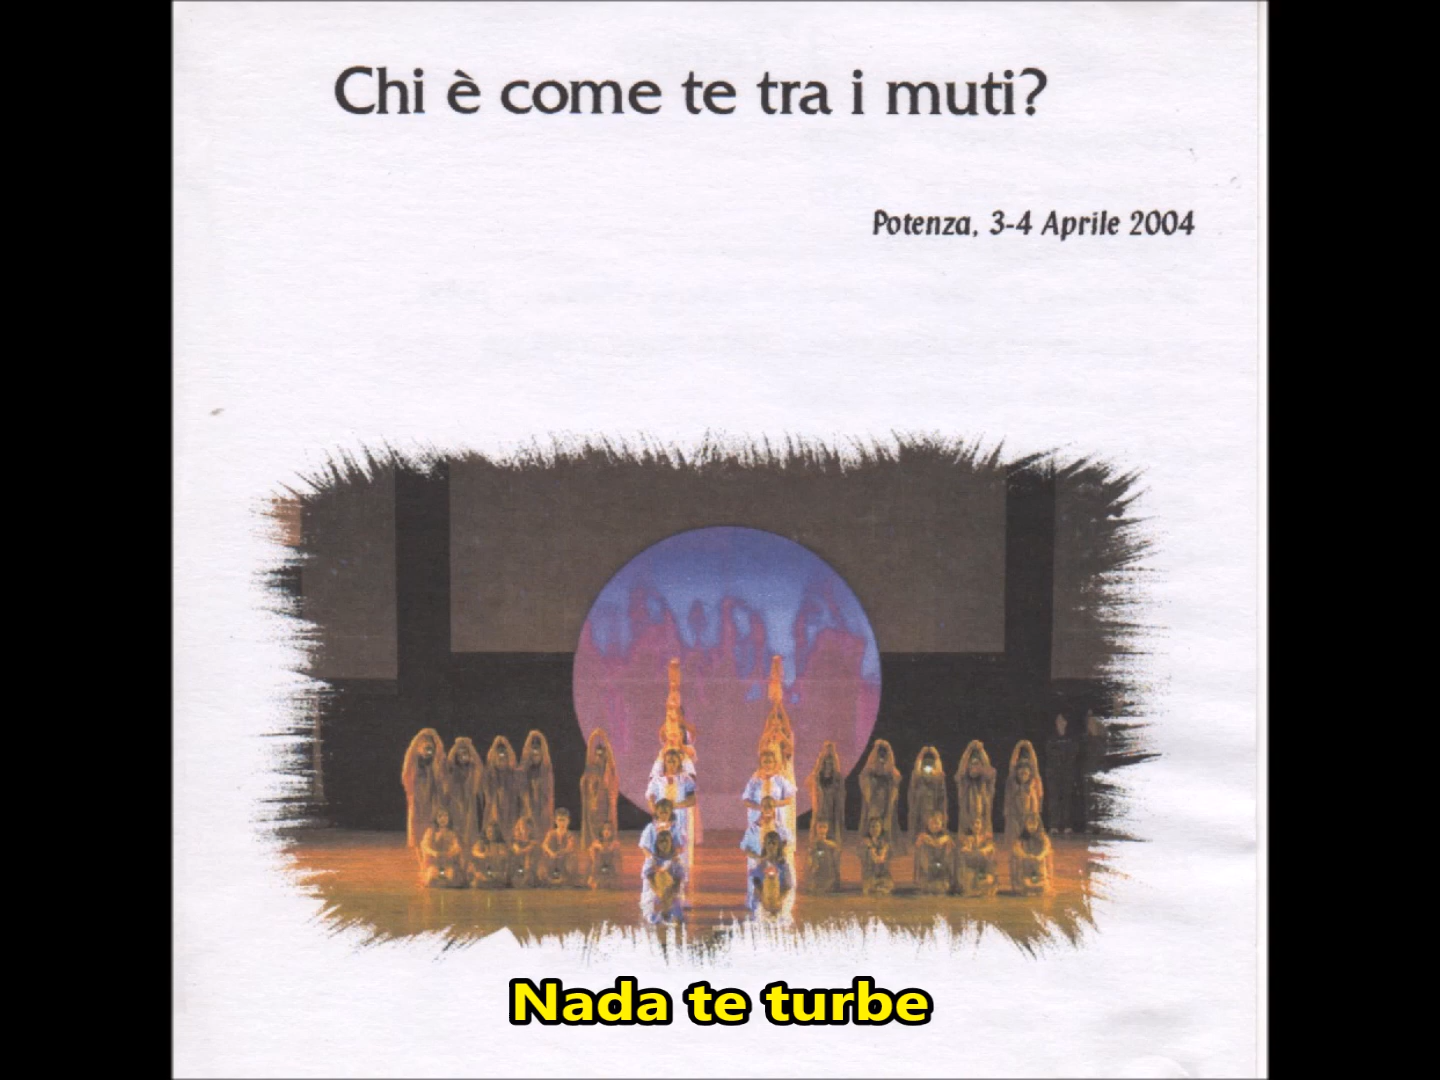 Chi è come te tra i muti?
Potenza, 3-4 Aprile 2004
Nada te turbe